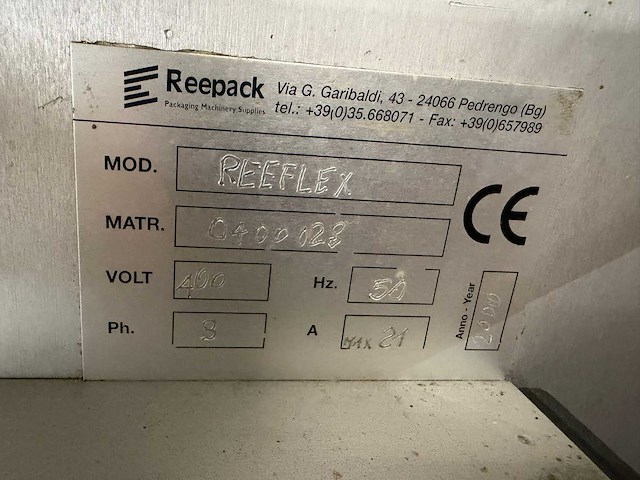 Reepack
Packaging Machinery Supplies
Via G. Garibaldi, 43 - 24066 Pedrengo (Bg)
tel.: +39(0)35.668071 - Fax: +39(0)657989
MOD. REEFLEX
MATR. 0400128
CE
VOLT 400 Hz. 50
Ph. 3 A MAX 21
Anno - Year 2000